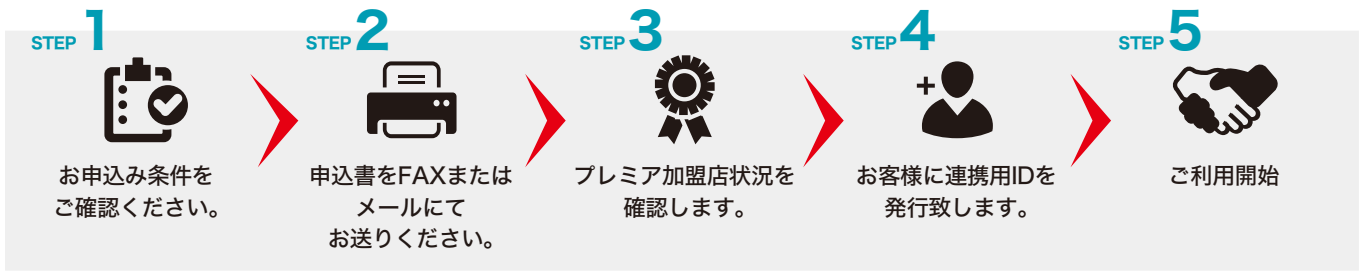 STEP 1
お申込み条件を
ご確認ください。
STEP 2
申込書をFAXまたは
メールにて
お送りください。
STEP 3
プレミア加盟店状況を
確認します。
STEP 4
お客様に連携用IDを
発行致します。
STEP 5
ご利用開始